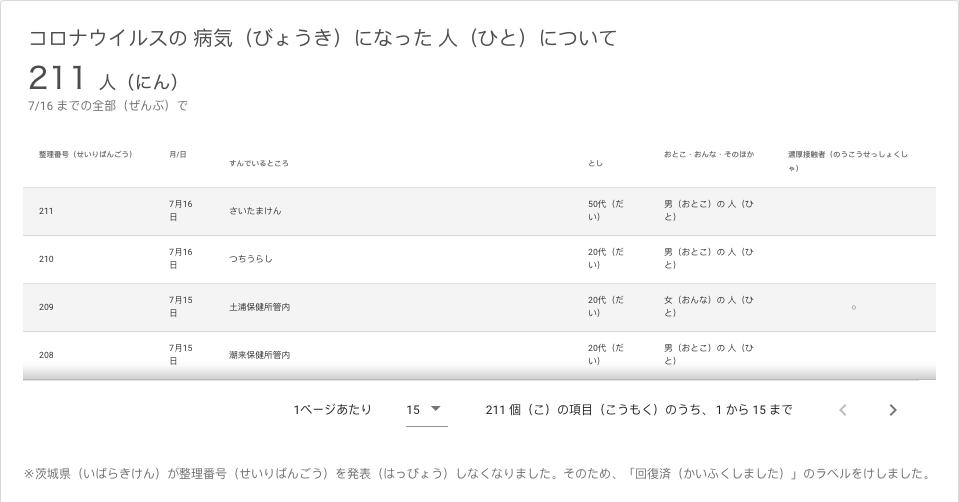 コロナウイルスの 病気（びょうき）になった 人（ひと）について
211 人（にん）
7/16 までの全部（ぜんぶ）で
整理番号（せいりばんごう） 月/日 すんでいるところ とし おとこ・おんな・そのほか 濃厚接触者（のうこうせっしょくしゃ）
211 7月16日 さいたまけん 50代（だい） 男（おとこ）の 人（ひと）
210 7月16日 つちうらし 20代（だい） 男（おとこ）の 人（ひと）
209 7月15日 土浦保健所管内 20代（だい） 女（おんな）の 人（ひと） ○
208 7月15日 潮来保健所管内 20代（だい） 男（おとこ）の 人（ひと）
1ページあたり 15 211 個（こ）の項目（こうもく）のうち、 1 から 15 まで
※茨城県（いばらきけん）が整理番号（せいりばんごう）を発表（はっぴょう）しなくなりました。そのため、「回復済（かいふくしました）」のラベルをけしました。